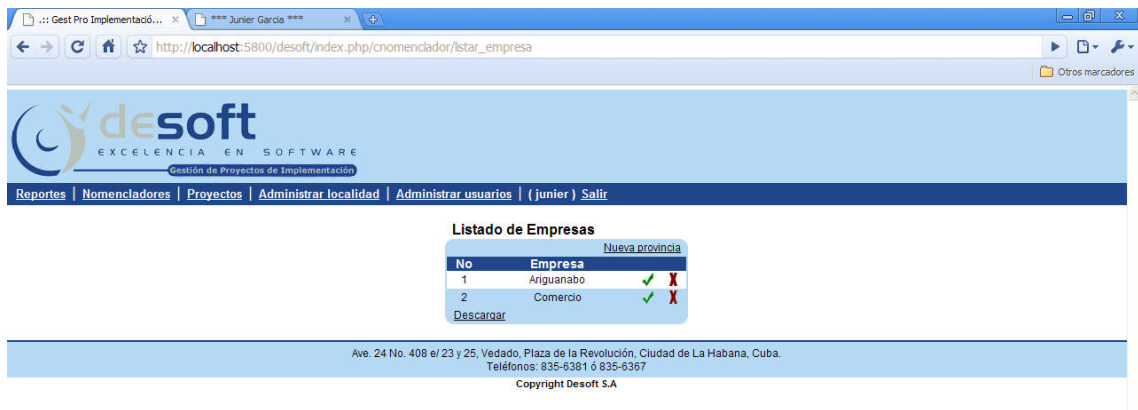 .:: Gest Pro Implementació... *** Junier Garcia ***
http://localhost:5800/desoft/index.php/cnomenclador/listar_empresa
Otros marcadores
desoft
EXCELENCIA EN SOFTWARE
Gestión de Proyectos de Implementación
Reportes | Nomencladores | Proyectos | Administrar localidad | Administrar usuarios | ( junier ) Salir
Listado de Empresas
Nueva provincia
No Empresa
1 Ariguanabo
2 Comercio
Descargar
Ave. 24 No. 408 e/ 23 y 25, Vedado, Plaza de la Revolución, Ciudad de La Habana, Cuba.
Teléfonos: 835-6381 ó 835-6367
Copyright Desoft S.A